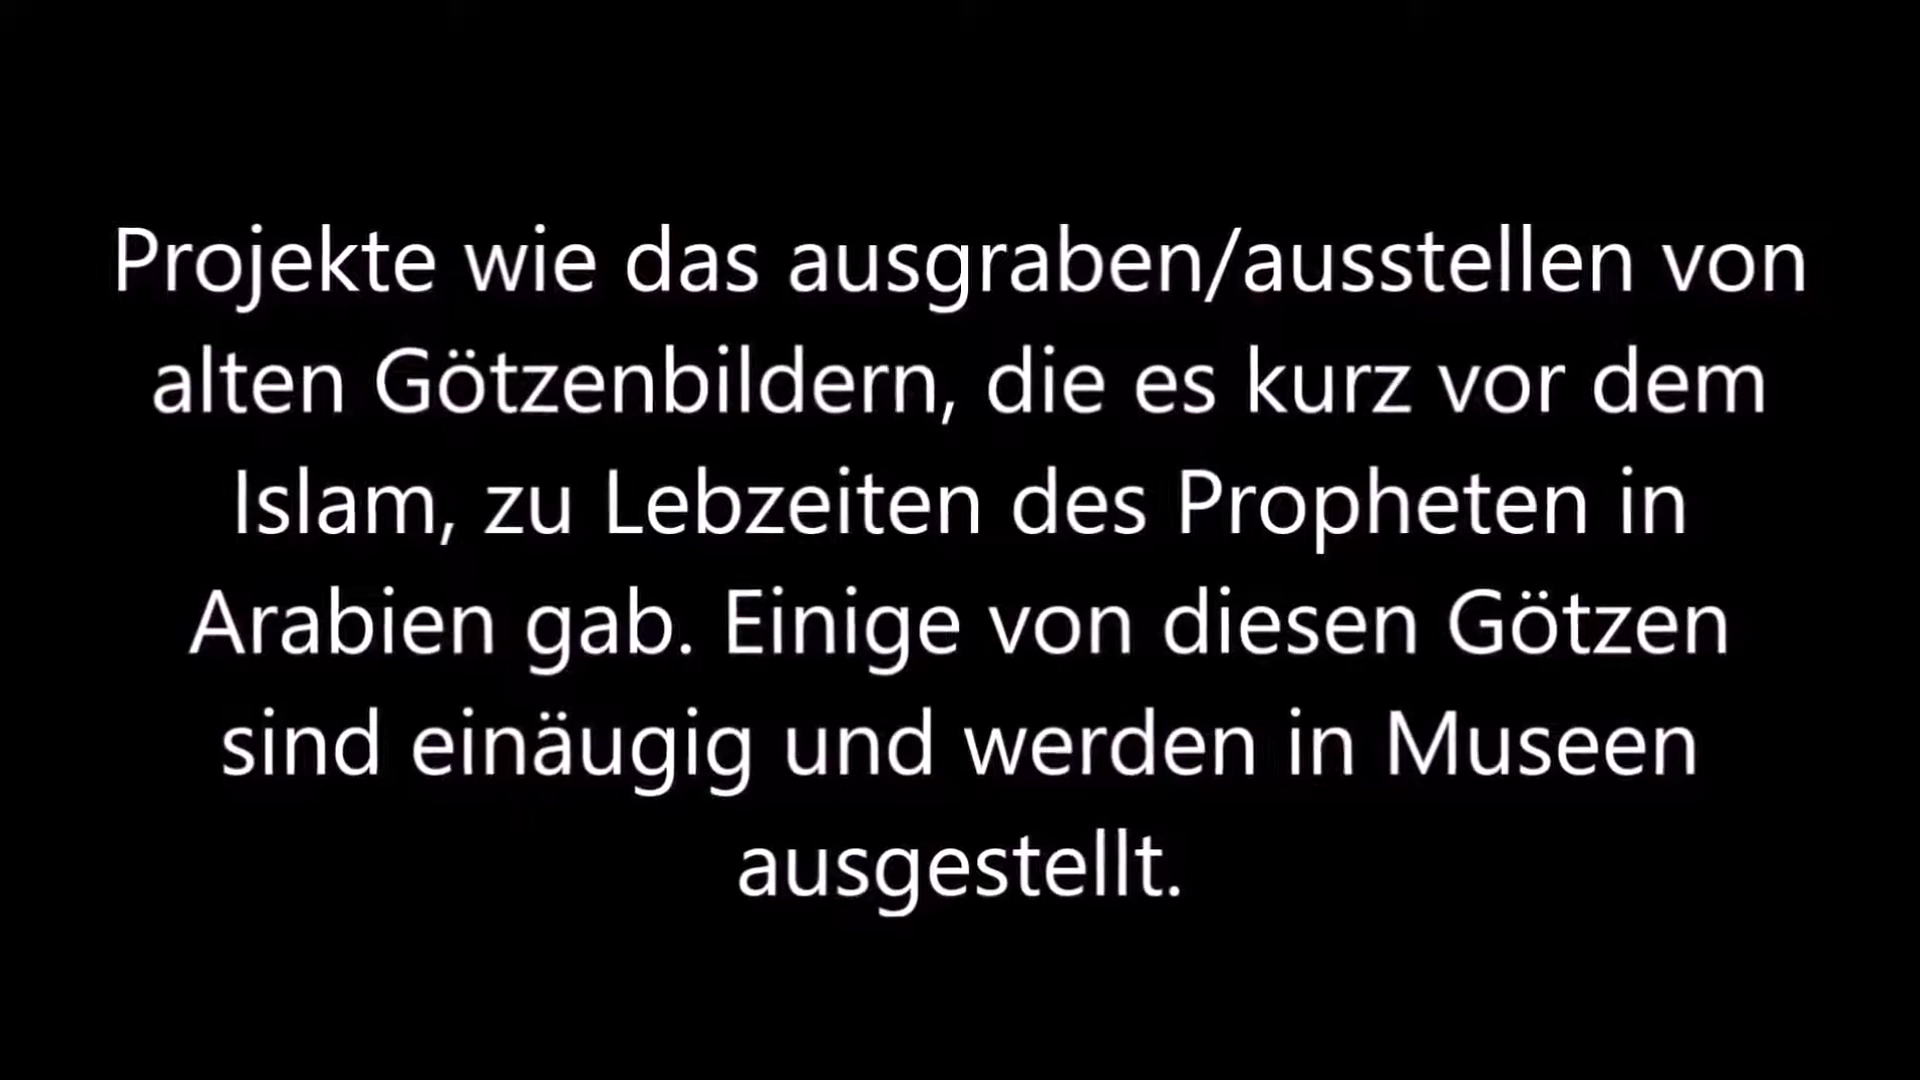 Projekte wie das ausgraben/ausstellen von
alten Götzenbildern, die es kurz vor dem
Islam, zu Lebzeiten des Propheten in
Arabien gab. Einige von diesen Götzen
sind einäugig und werden in Museen
ausgestellt.